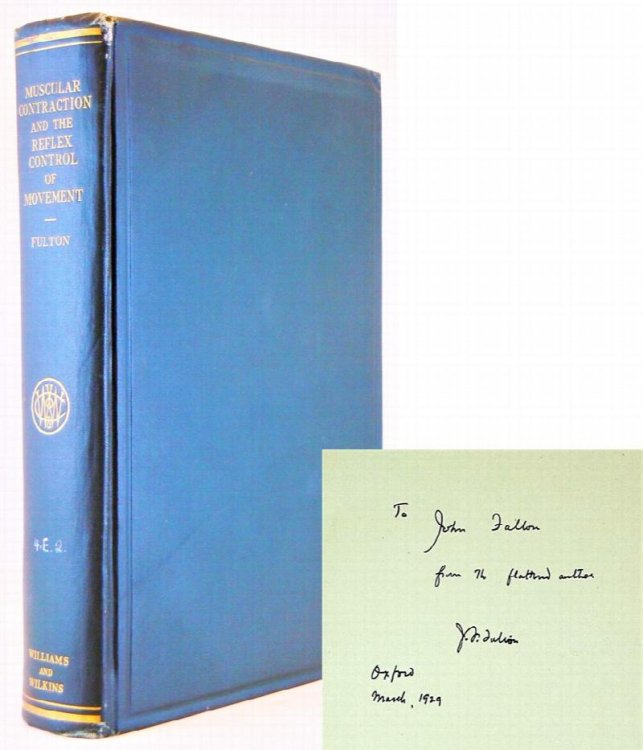 MUSCULAR
CONTRACTION
AND THE
REFLEX
CONTROL
OF
MOVEMENT
FULTON
4.E.2.
WILLIAMS
AND
WILKINS
To
John Fallon
from the flattered author
J.F. Fulton
Oxford
March, 1929